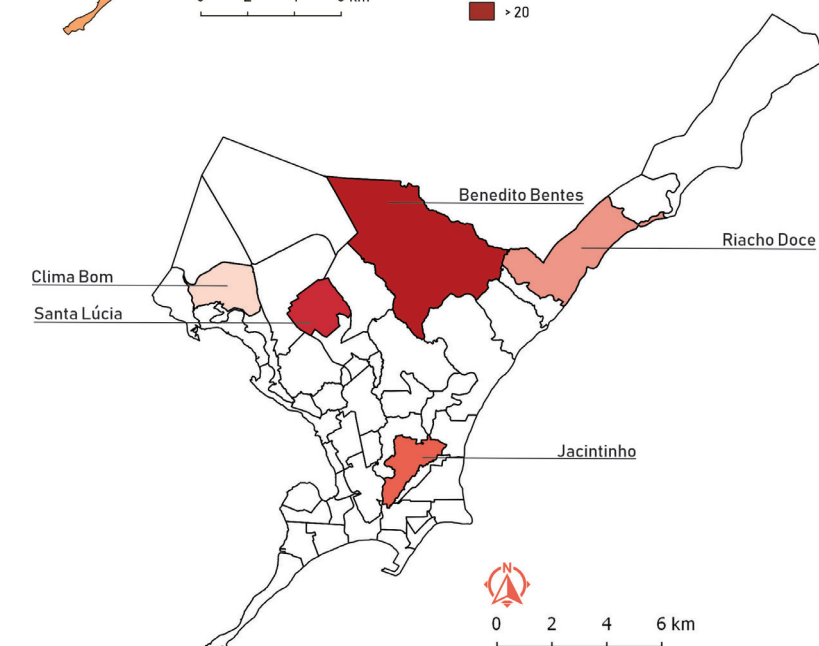 > 20
Benedito Bentes
Riacho Doce
Clima Bom
Santa Lúcia
Jacintinho
N
0 2 4 6 km